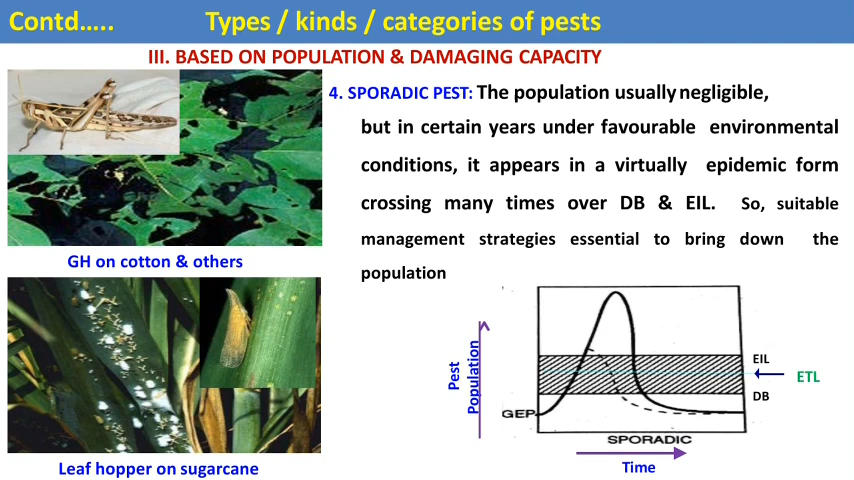 Contd..... Types / kinds / categories of pests
III. BASED ON POPULATION & DAMAGING CAPACITY
4. SPORADIC PEST: The population usually negligible,
but in certain years under favourable environmental
conditions, it appears in a virtually epidemic form
crossing many times over DB & EIL. So, suitable
management strategies essential to bring down the
population
GH on cotton & others
Leaf hopper on sugarcane
Pest
Population
EIL
ETL
DB
GEP
SPORADIC
Time